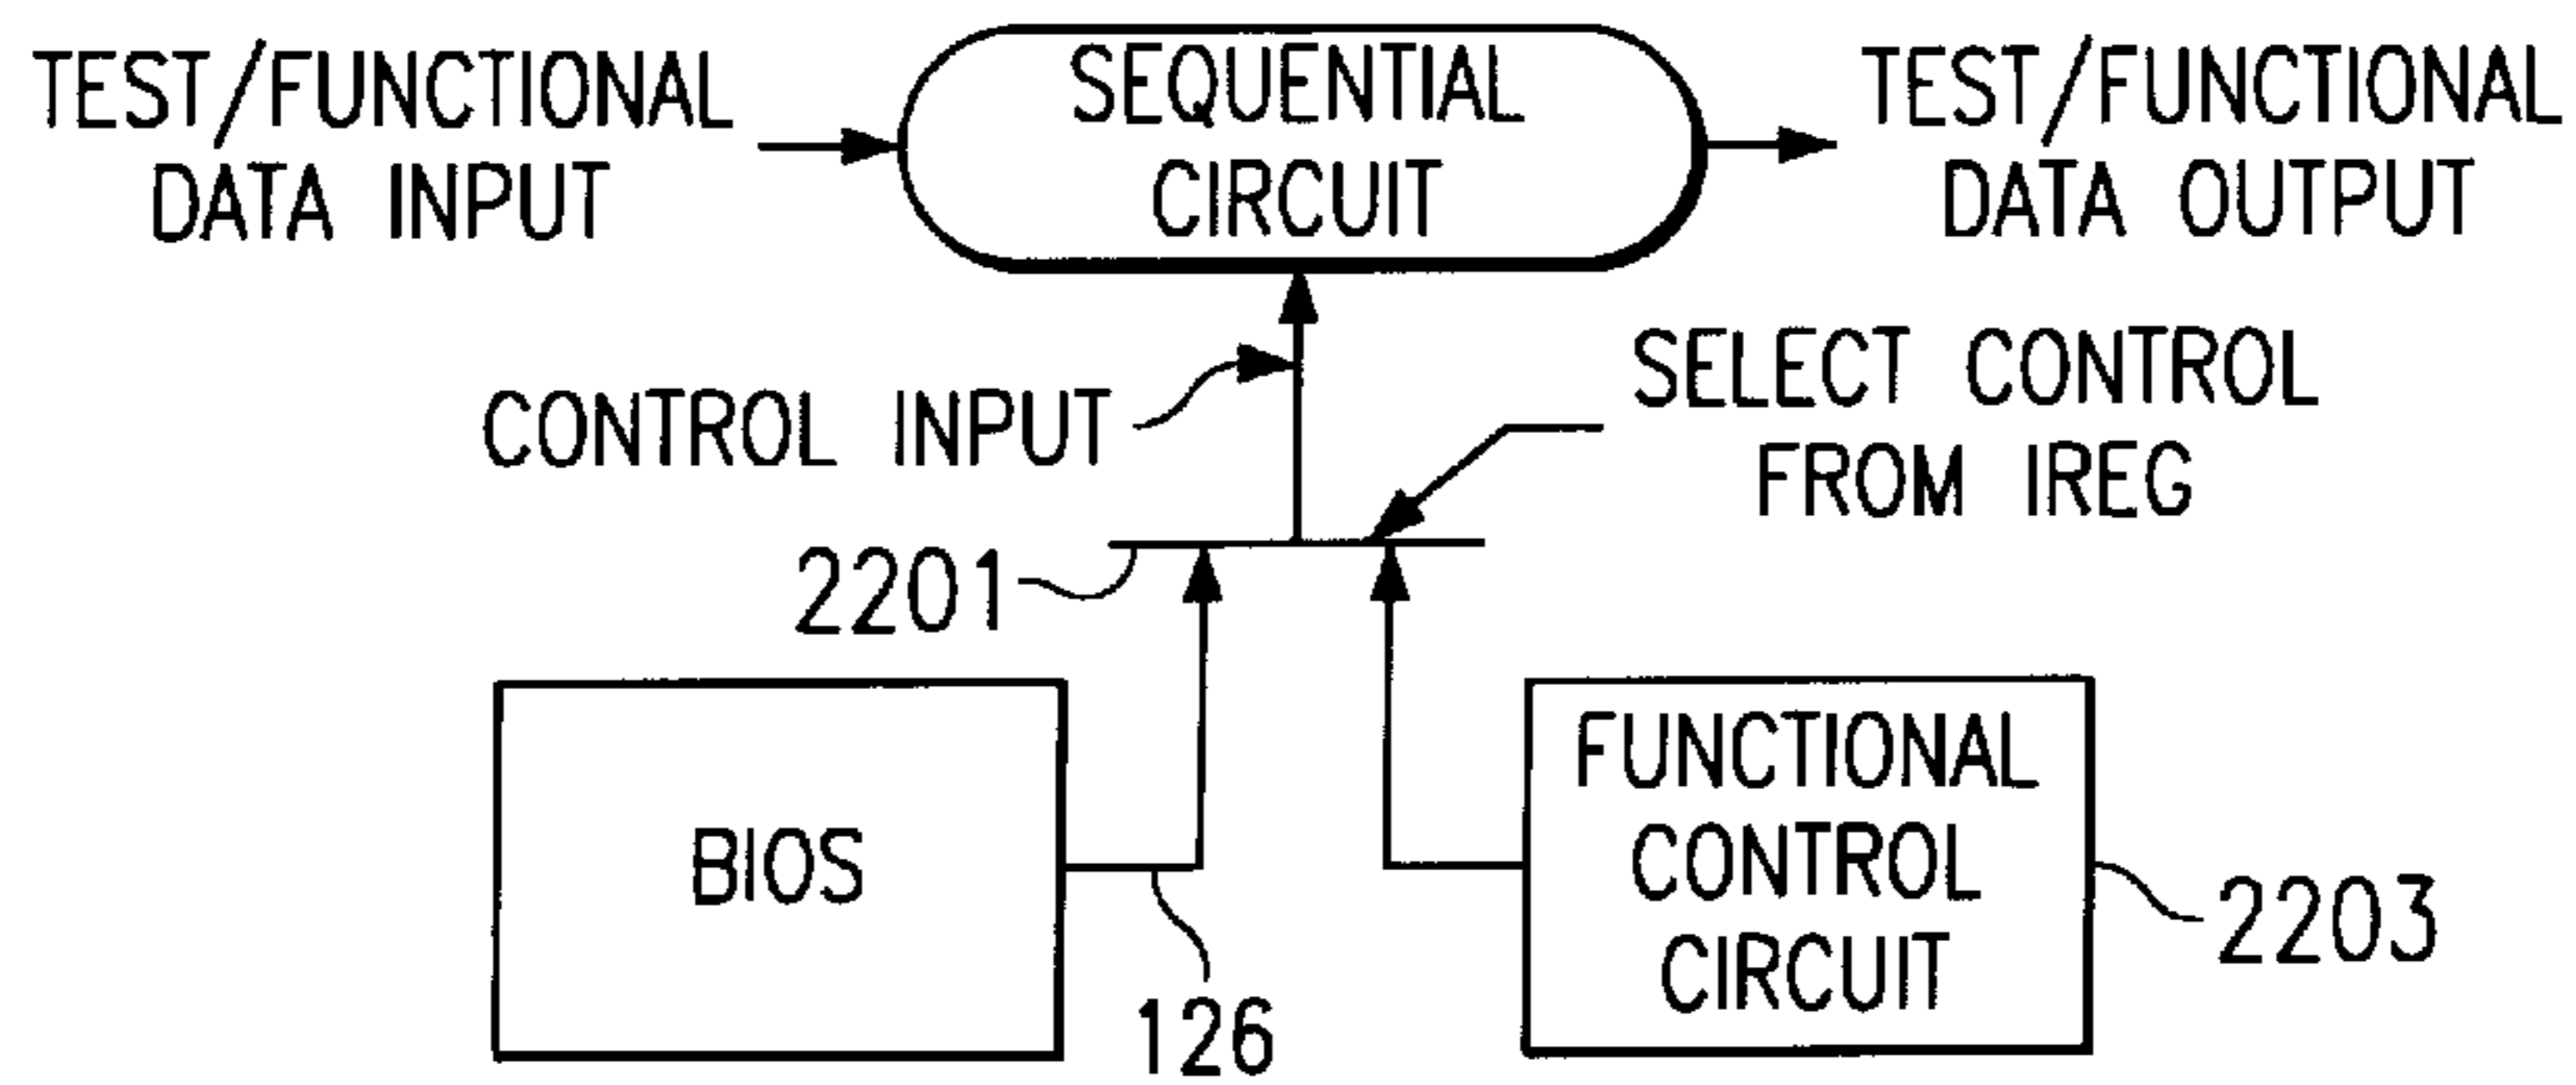 TEST/FUNCTIONAL
DATA INPUT
SEQUENTIAL
CIRCUIT
TEST/FUNCTIONAL
DATA OUTPUT
CONTROL INPUT
SELECT CONTROL
FROM IREG
2201
BIOS
126
FUNCTIONAL
CONTROL
CIRCUIT
2203